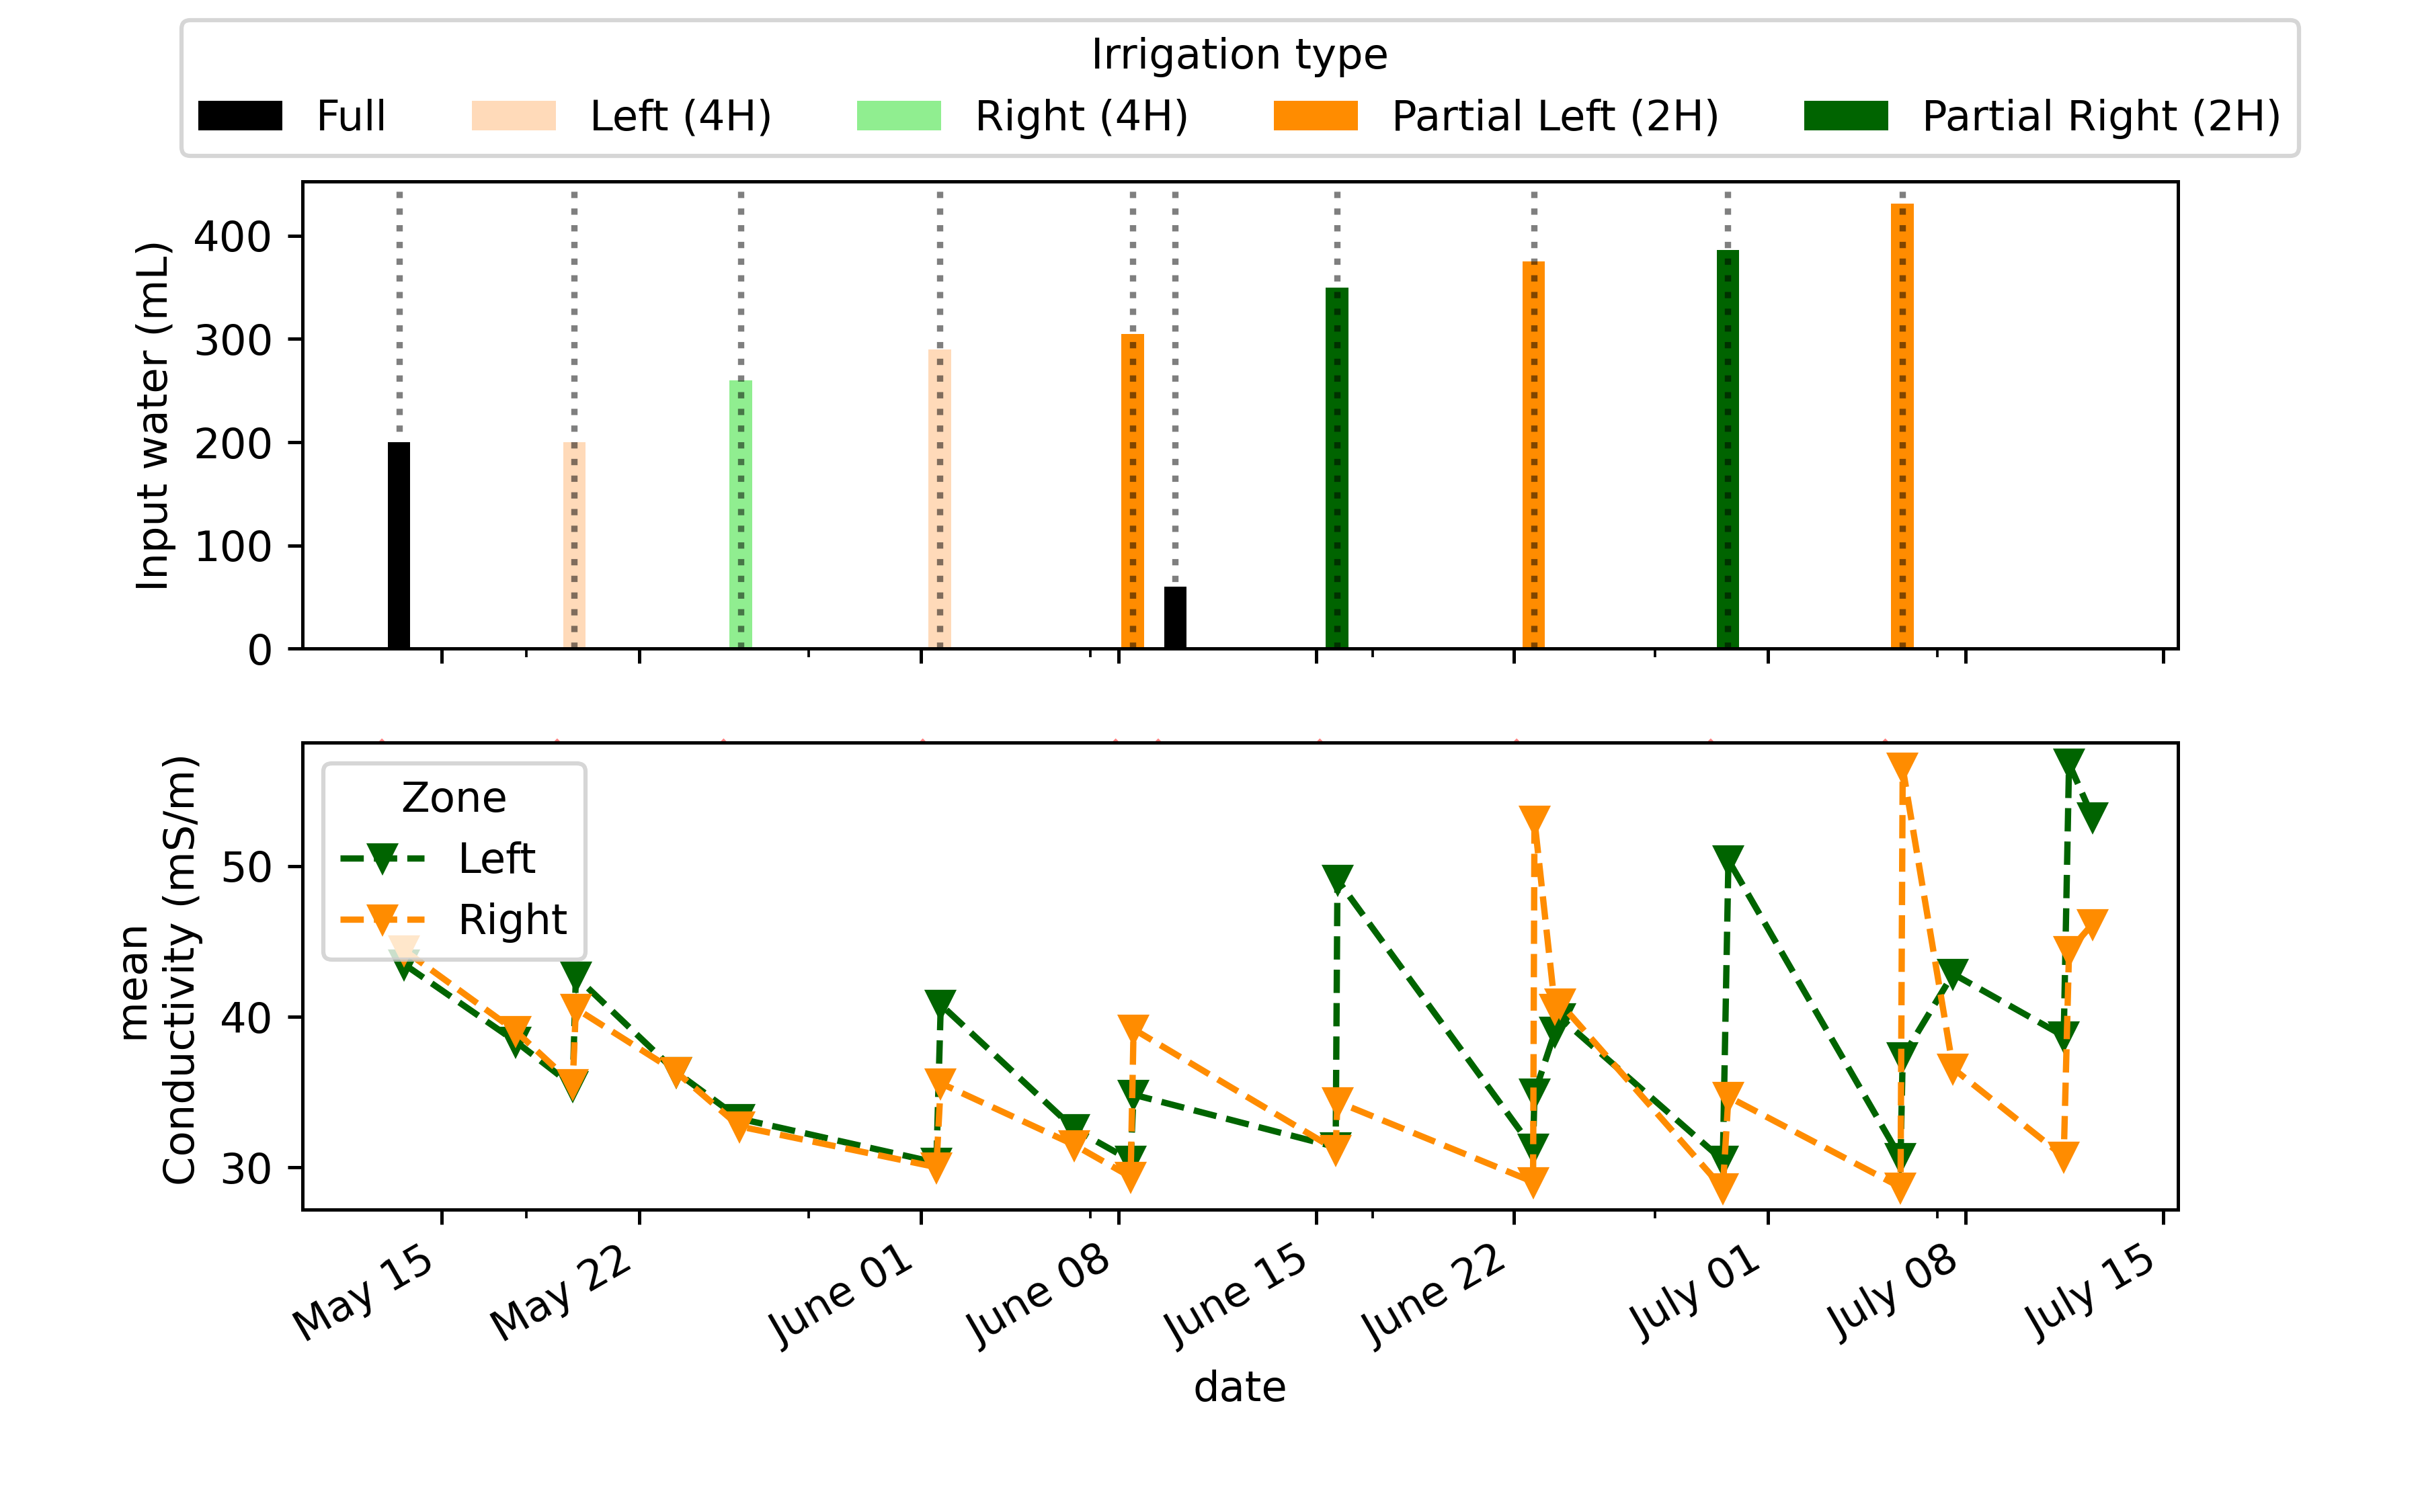 Irrigation type
Full Left (4H) Right (4H) Partial Left (2H) Partial Right (2H)
Input water (mL)
400
300
200
100
0
mean
Conductivity (mS/m)
50
40
30
Zone
Left
Right
May 15 May 22 June 01 June 08 June 15 June 22 July 01 July 08 July 15
date